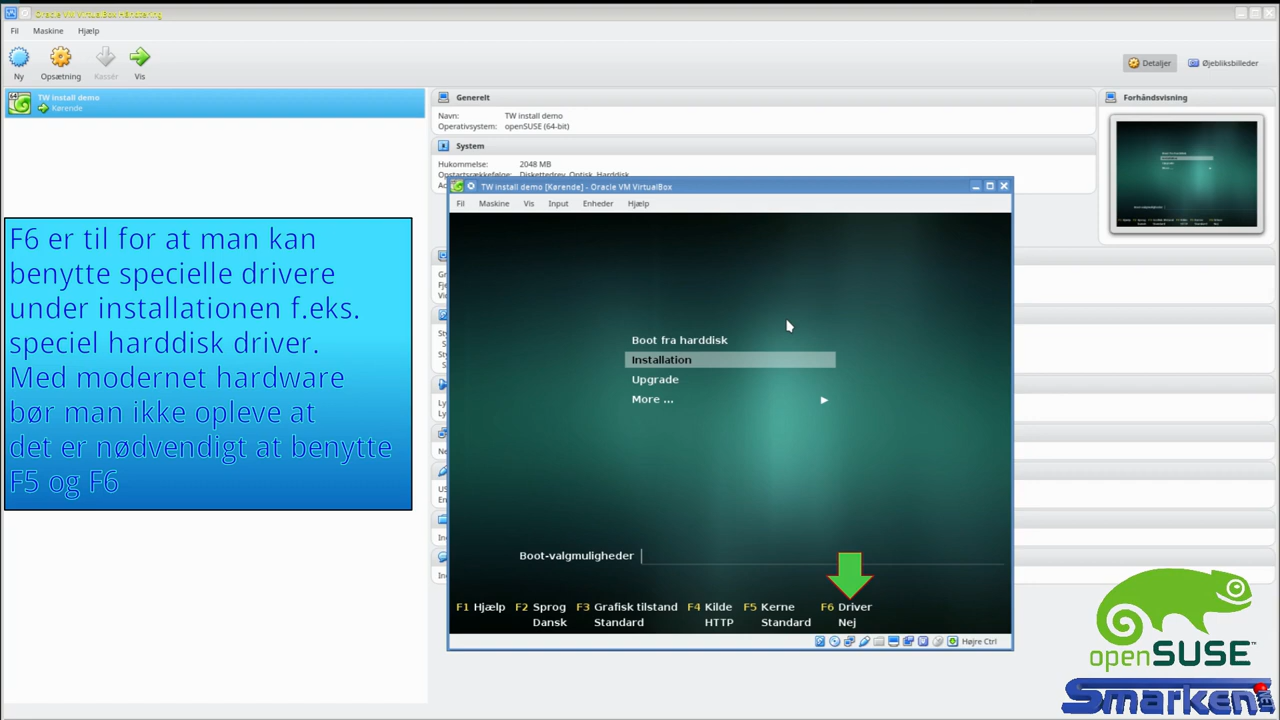 Oracle VM VirtualBox Håndtering
Fil Maskine Hjælp
Ny Opsætning Kassér Vis
Detaljer Øjebliksbilleder
TW install demo
Kørende
Generelt
Navn: TW install demo
Operativsystem: openSUSE (64-bit)
System
Hukommelse: 2048 MB
Opstartsrækkefølge: Diskettedrev, Optisk, Harddisk
Forhåndsvisning
TW install demo [Kørende] - Oracle VM VirtualBox
Fil Maskine Vis Input Enheder Hjælp
F6 er til for at man kan
benytte specielle drivere
under installationen f.eks.
speciel harddisk driver.
Med modernet hardware
bør man ikke opleve at
det er nødvendigt at benytte
F5 og F6
Boot fra harddisk
Installation
Upgrade
More ...
Boot-valgmuligheder
F1 Hjælp F2 Sprog F3 Grafisk tilstand F4 Kilde F5 Kerne F6 Driver
Dansk Standard HTTP Standard Nej
Højre Ctrl
openSUSE
Smarken